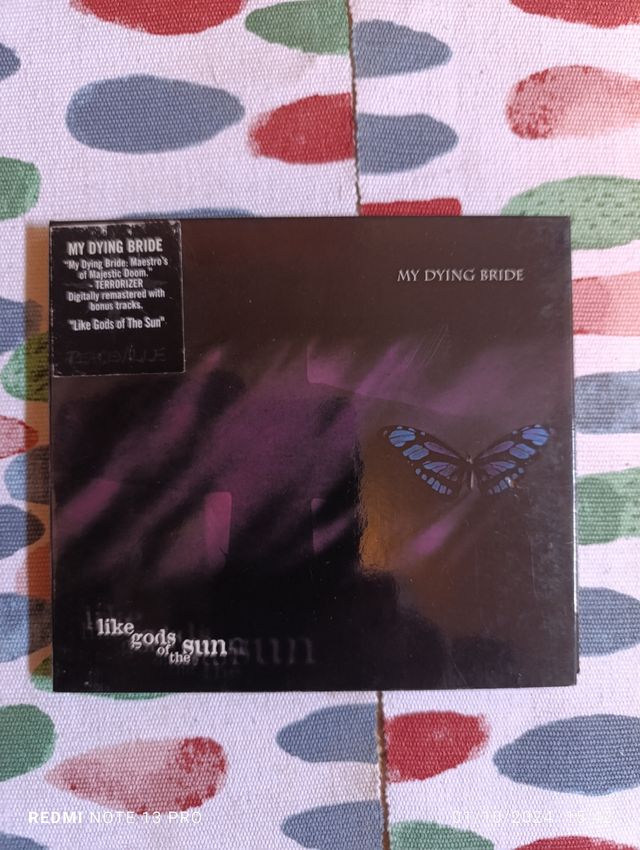 MY DYING BRIDE
"My Dying Bride: Maestro's
of Majestic Doom."
- TERRORIZER
Digitally remastered with
bonus tracks.
"Like Gods of The Sun"
PEACEVILLE
MY DYING BRIDE
like
gods
of
the
sun
REDMI NOTE 13 PRO